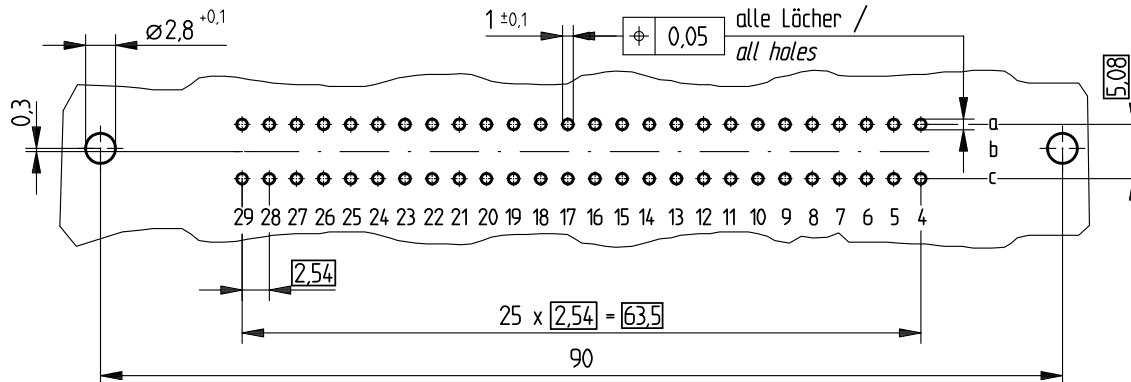 ⌀2,8 +0,1
1 ±0,1
⌖ 0,05
alle Löcher /
all holes
5,08
0,3
a
b
c
29 28 27 26 25 24 23 22 21 20 19 18 17 16 15 14 13 12 11 10 9 8 7 6 5 4
2,54
25 x 2,54 = 63,5
90